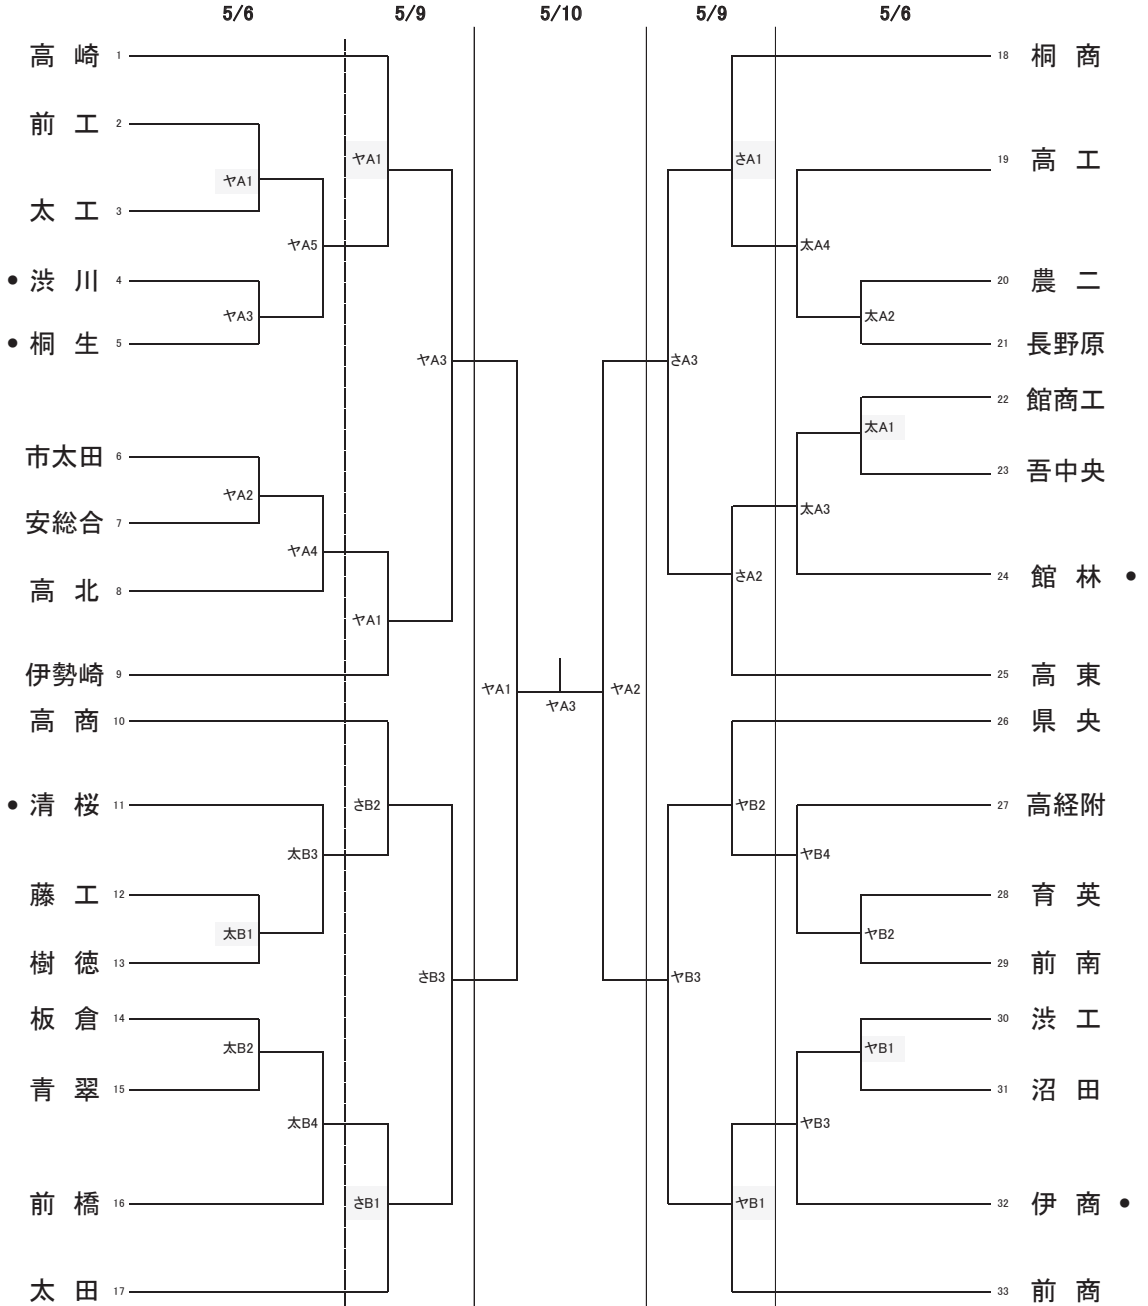 5/6 5/9 5/10 5/9 5/6
高 崎 1
前 工 2
ヤA1
太 工 3
ヤA5
● 渋 川 4
ヤA3
● 桐 生 5
ヤA1
市太田 6
ヤA2
安総合 7
ヤA4
高 北 8
ヤA1
伊勢崎 9
ヤA3
高 商 10
● 清 桜 11
さB2
太B3
藤 工 12
太B1
樹 徳 13
さB3
板 倉 14
太B2
青 翠 15
太B4
前 橋 16
さB1
太 田 17
ヤA1
ヤA3
ヤA2
18 桐 商
さA1
19 高 工
太A4
20 農 二
太A2
21 長野原
さA3
22 館商工
太A1
23 吾中央
太A3
24 館 林 ●
さA2
25 高 東
26 県 央
ヤB2
27 高経附
ヤB4
28 育 英
ヤB2
29 前 南
ヤB3
30 渋 工
ヤB1
31 沼 田
ヤB3
32 伊 商 ●
ヤB1
33 前 商